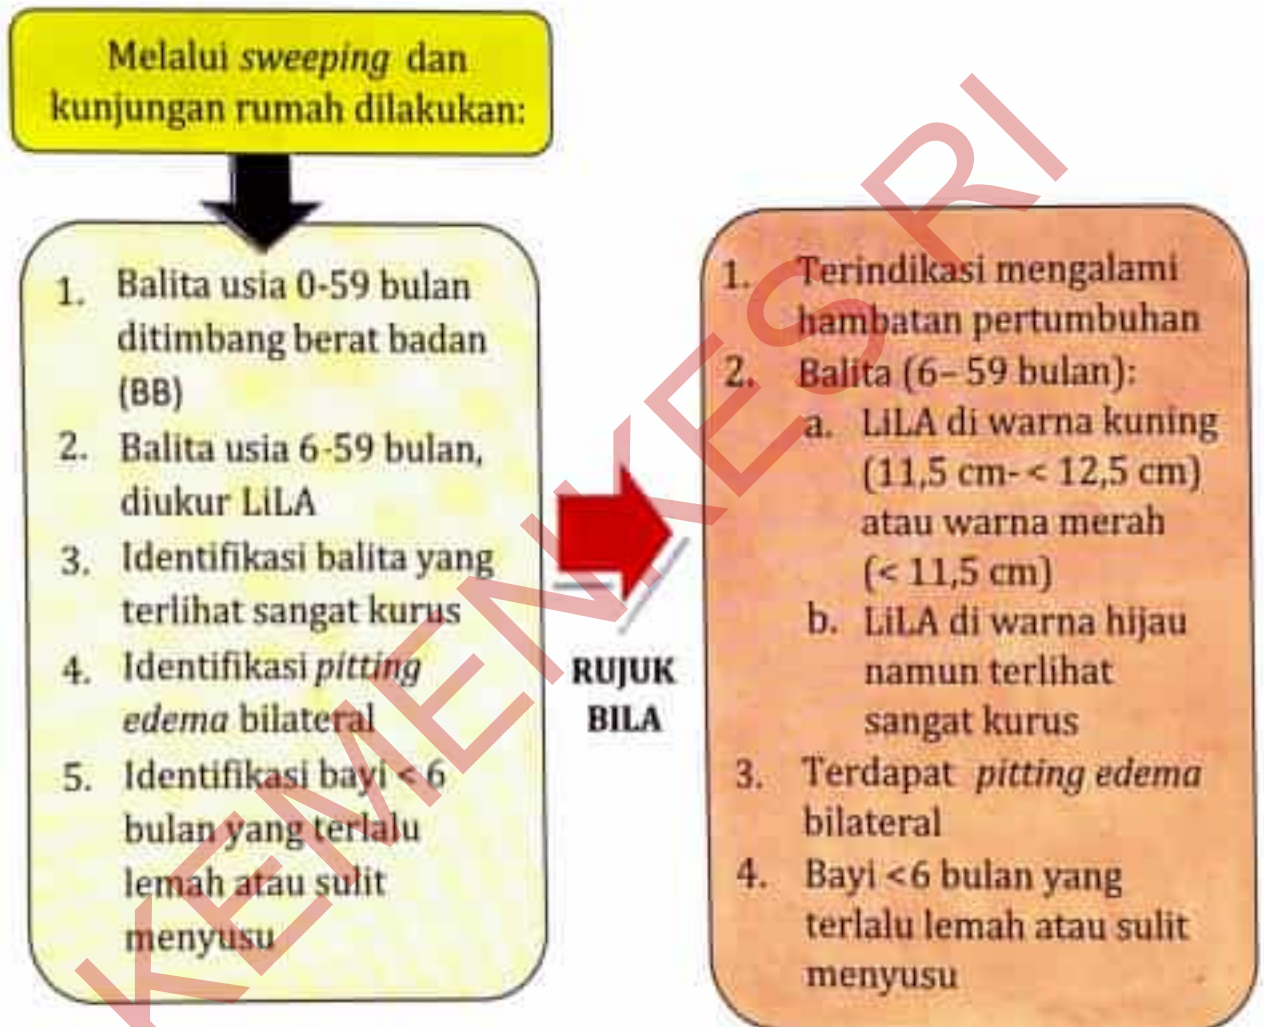 Melalui sweeping dan
kunjungan rumah dilakukan:
1. Balita usia 0-59 bulan
ditimbang berat badan
(BB)
2. Balita usia 6-59 bulan,
diukur LiLA
3. Identifikasi balita yang
terlihat sangat kurus
4. Identifikasi pitting
edema bilateral
5. Identifikasi bayi < 6
bulan yang terlalu
lemah atau sulit
menyusu
RUJUK
BILA
1. Terindikasi mengalami
hambatan pertumbuhan
2. Balita (6– 59 bulan):
a. LiLA di warna kuning
(11,5 cm- < 12,5 cm)
atau warna merah
(< 11,5 cm)
b. LiLA di warna hijau
namun terlihat
sangat kurus
3. Terdapat pitting edema
bilateral
4. Bayi <6 bulan yang
terlalu lemah atau sulit
menyusu
KEMENKES RI